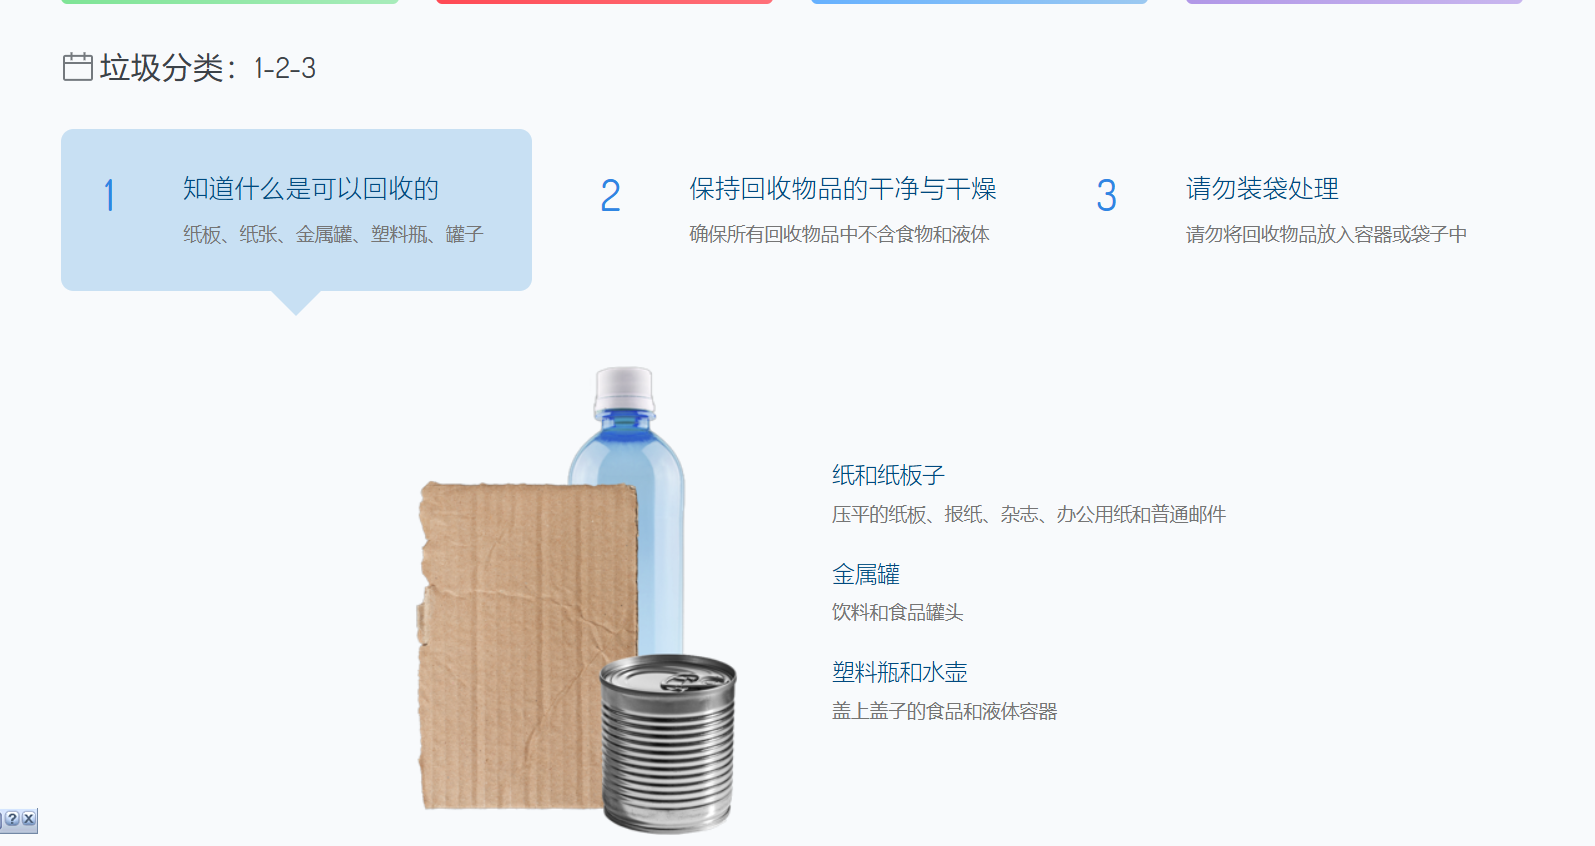 垃圾分类：1-2-3
1
知道什么是可以回收的
纸板、纸张、金属罐、塑料瓶、罐子
2
保持回收物品的干净与干燥
确保所有回收物品中不含食物和液体
3
请勿装袋处理
请勿将回收物品放入容器或袋子中
纸和纸板子
压平的纸板、报纸、杂志、办公用纸和普通邮件
金属罐
饮料和食品罐头
塑料瓶和水壶
盖上盖子的食品和液体容器